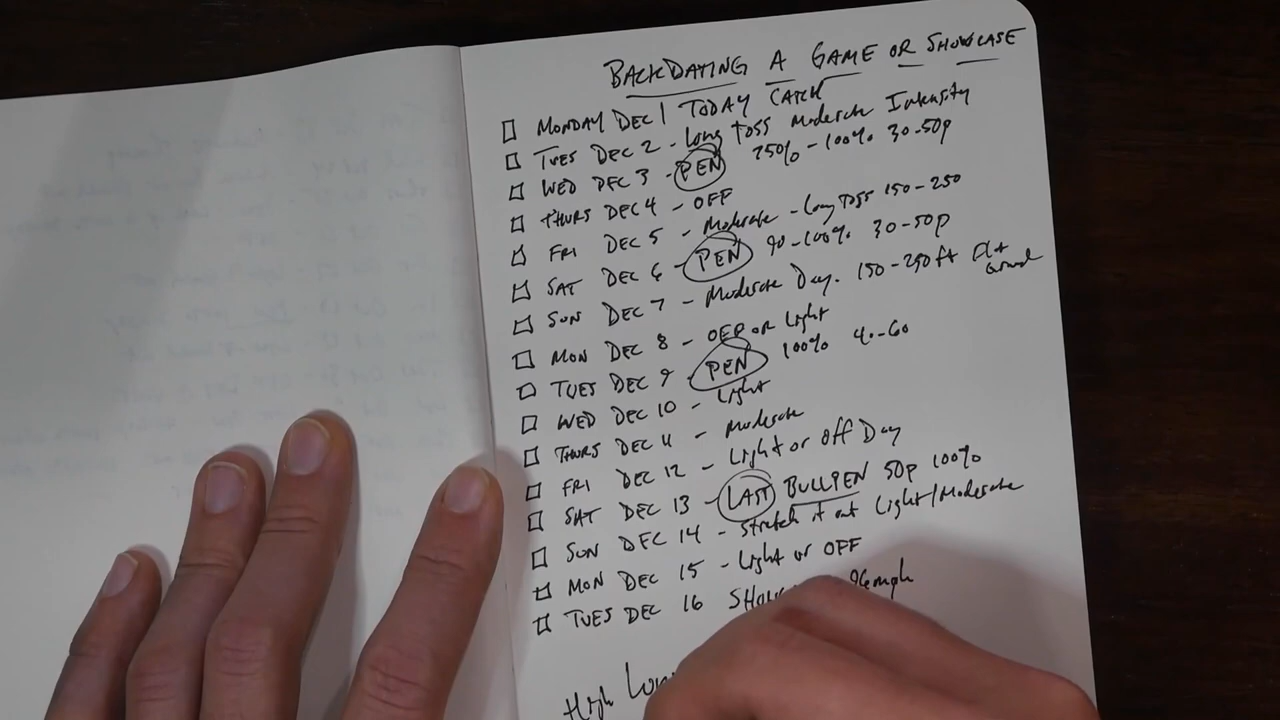 BACKDATING A GAME OR SHOWCASE
MONDAY DEC 1 TODAY CATCH
TUES DEC 2 - Long Toss Moderate Intensity
WED DEC 3 - PEN 750% - 100% 30-50p
THURS DEC 4 - OFF
FRI DEC 5 - Moderate - Long Toss 150-250
SAT DEC 6 - PEN 90-100% 30-50p
SUN DEC 7 - Moderate Day. 150-250ft Flat Ground
MON DEC 8 - OFF or Light
TUES DEC 9 - PEN 100% 40-60
WED DEC 10 - Light
THURS DEC 11 - Moderate
FRI DEC 12 - Light or Off Day
SAT DEC 13 - LAST BULLPEN 50p 100%
SUN DEC 14 - Stretch it out Light/Moderate
MON DEC 15 - Light or OFF
TUES DEC 16
High